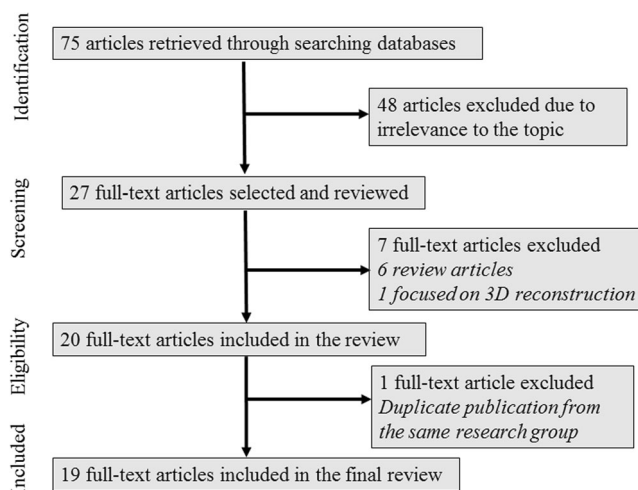 Identification
75 articles retrieved through searching databases
48 articles excluded due to
irrelevance to the topic
Screening
27 full-text articles selected and reviewed
7 full-text articles excluded
6 review articles
1 focused on 3D reconstruction
Eligibility
20 full-text articles included in the review
1 full-text article excluded
Duplicate publication from
the same research group
Included
19 full-text articles included in the final review